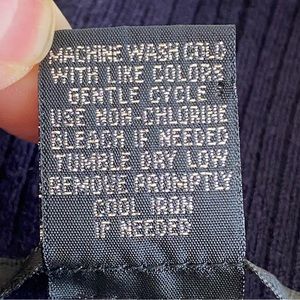 MACHINE WASH COLD
WITH LIKE COLORS
GENTLE CYCLE
USE NON-CHLORINE
BLEACH IF NEEDED
TUMBLE DRY LOW
REMOVE PROMPTLY
COOL IRON
IF NEEDED